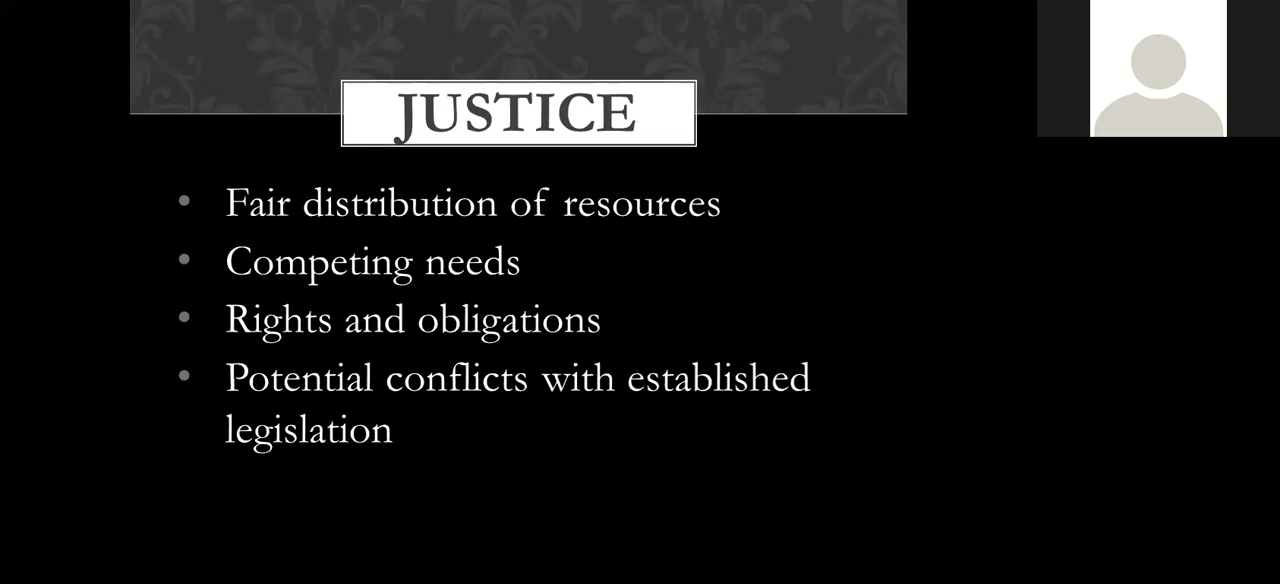 JUSTICE
• Fair distribution of resources
• Competing needs
• Rights and obligations
• Potential conflicts with established
legislation